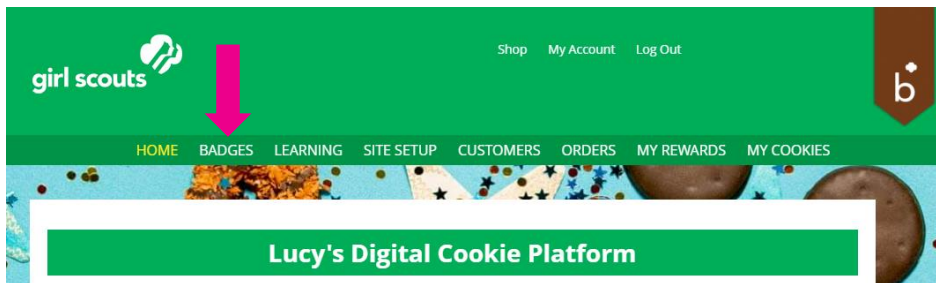 Shop My Account Log Out
girl scouts
b
HOME BADGES LEARNING SITE SETUP CUSTOMERS ORDERS MY REWARDS MY COOKIES
Lucy's Digital Cookie Platform